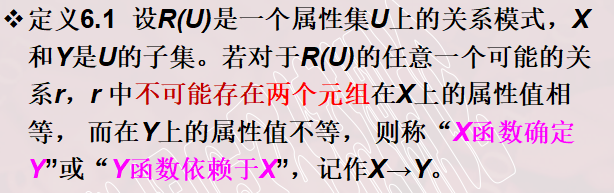 ❖定义6.1 设R(U)是一个属性集U上的关系模式，X
和Y是U的子集。若对于R(U)的任意一个可能的关
系r，r 中不可能存在两个元组在X上的属性值相
等， 而在Y上的属性值不等， 则称 “X函数确定
Y”或“Y函数依赖于X”，记作X→Y。